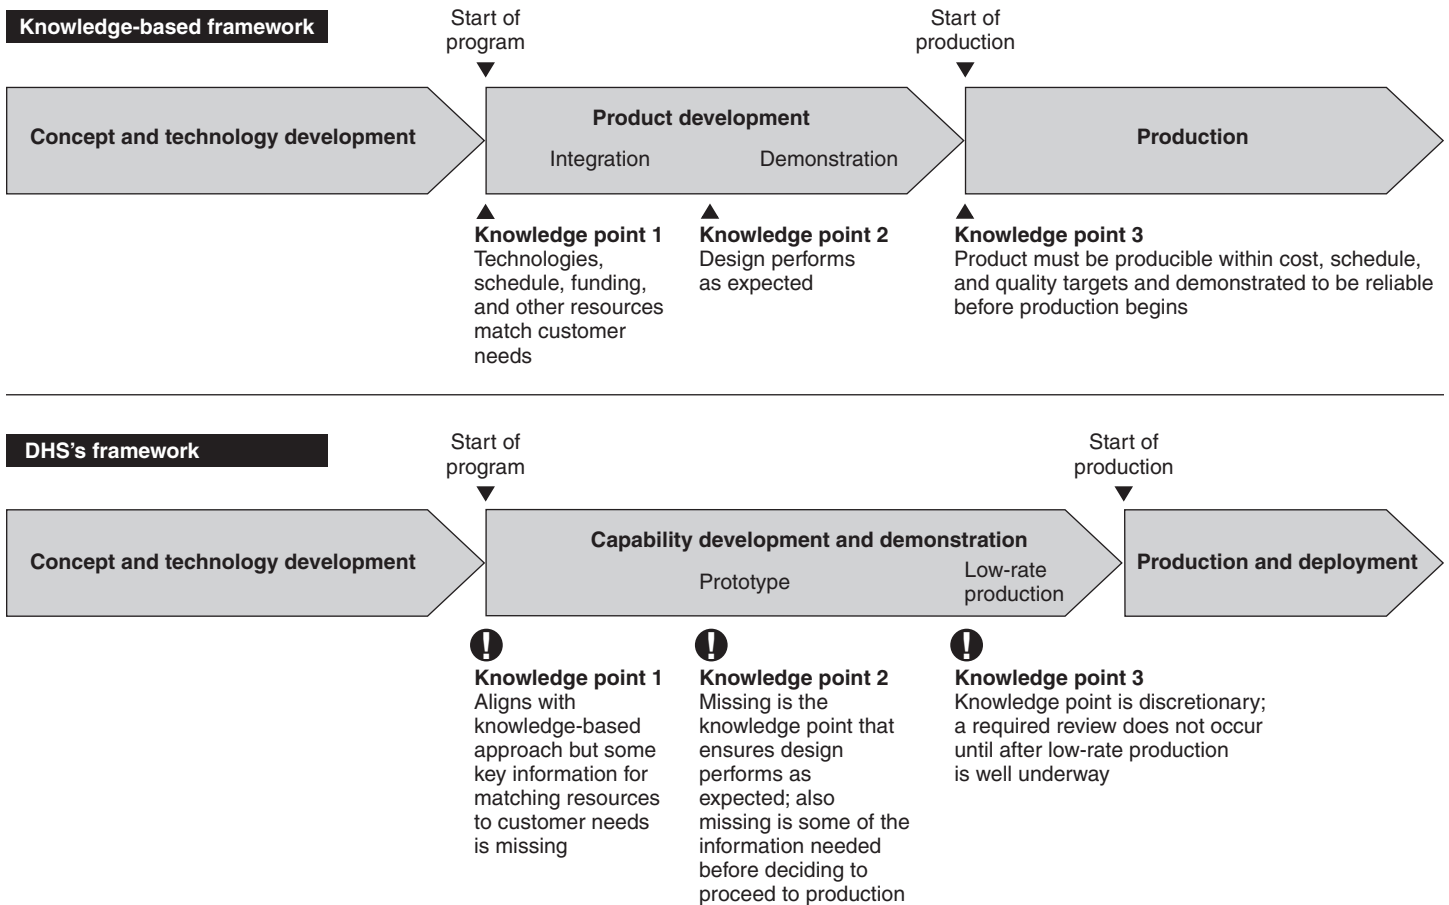 Knowledge-based framework
Start of
program
Start of
production
Concept and technology development
Product development
Integration
Demonstration
Production
Knowledge point 1
Technologies,
schedule, funding,
and other resources
match customer
needs
Knowledge point 2
Design performs
as expected
Knowledge point 3
Product must be producible within cost, schedule,
and quality targets and demonstrated to be reliable
before production begins
DHS's framework
Start of
program
Start of
production
Concept and technology development
Capability development and demonstration
Prototype
Low-rate
production
Production and deployment
Knowledge point 1
Aligns with
knowledge-based
approach but some
key information for
matching resources
to customer needs
is missing
Knowledge point 2
Missing is the
knowledge point that
ensures design
performs as
expected; also
missing is some of the
information needed
before deciding to
proceed to production
Knowledge point 3
Knowledge point is discretionary;
a required review does not occur
until after low-rate production
is well underway